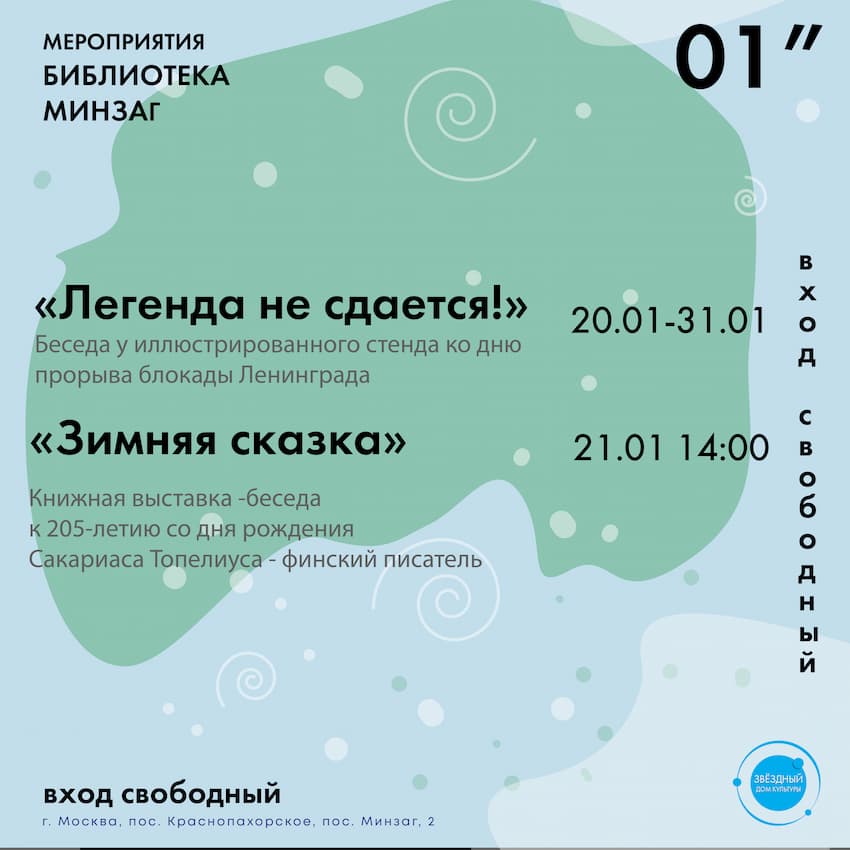 МЕРОПРИЯТИЯ
БИБЛИОТЕКА
МИНЗАГ
01"
«Легенда не сдается!»
20.01-31.01
Беседа у иллюстрированного стенда ко дню
прорыва блокады Ленинграда
«Зимняя сказка»
21.01 14:00
Книжная выставка -беседа
к 205-летию со дня рождения
Сакариаса Топелиуса - финский писатель
вход свободный
вход свободный
г. Москва, пос. Краснопахорское, пос. Минзаг, 2
ЗВЁЗДНЫЙ
ДОМ КУЛЬТУРЫ